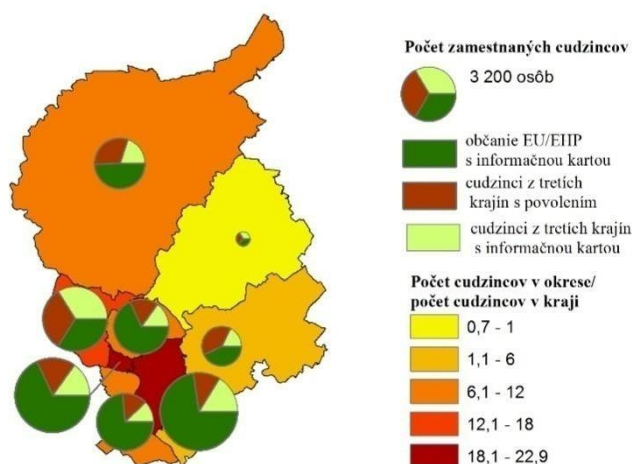 Počet zamestnaných cudzincov
3 200 osôb
občanie EU/EHP
s informačnou kartou
cudzinci z tretích
krajín s povolením
cudzinci z tretích krajín
s informačnou kartou
Počet cudzincov v okrese/
počet cudzincov v kraji
0,7 - 1
1,1 - 6
6,1 - 12
12,1 - 18
18,1 - 22,9